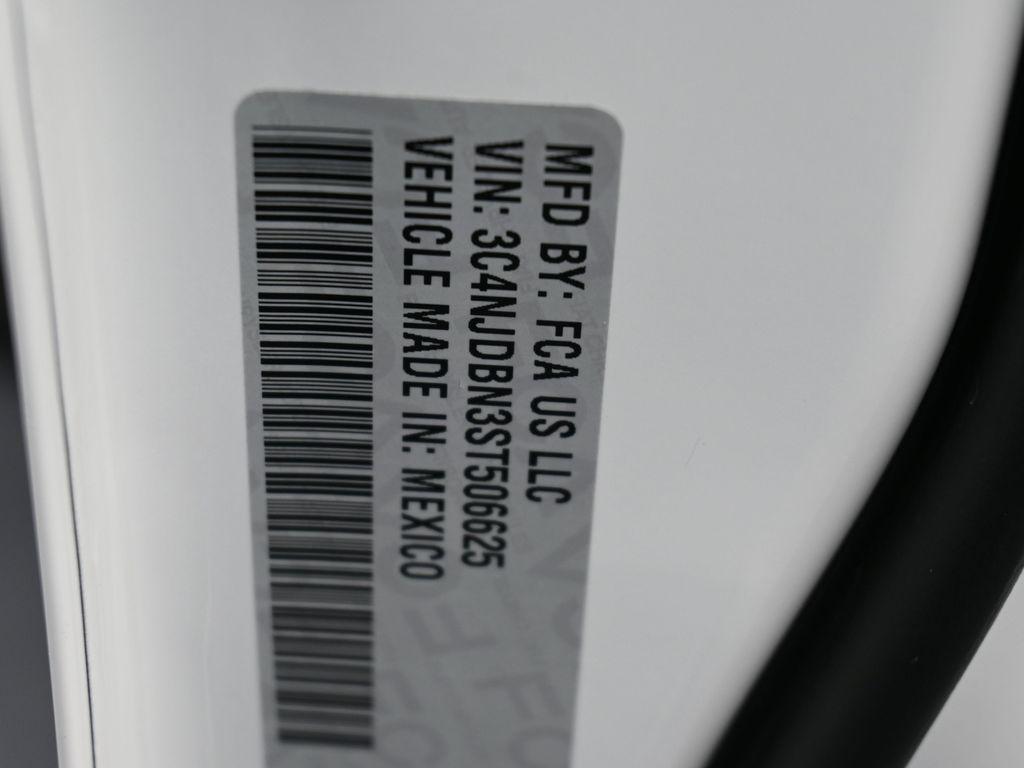 MFD BY: FCA US LLC
VIN: 3C4NJDBN3ST506625
VEHICLE MADE IN: MEXICO